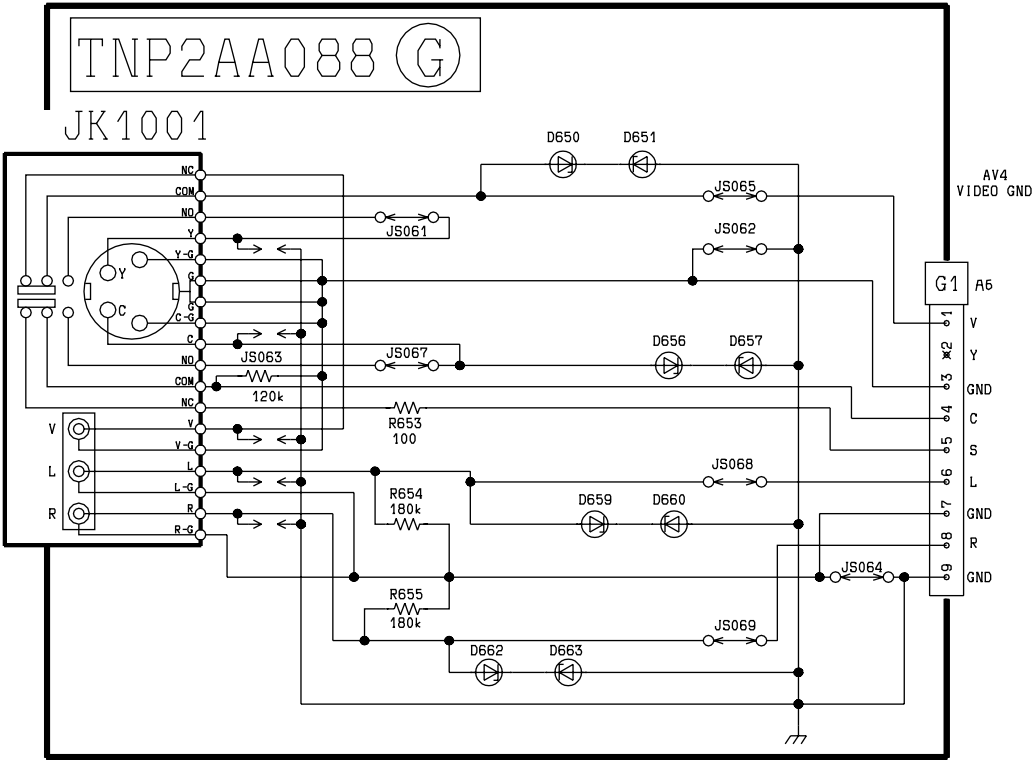 TNP2AA088 G
JK1001
D650 D651
AV4
VIDEO GND
NC
COM
JS065
NO
JS061
Y
JS062
Y-G
Y
G
G1 A6
G
C
C-G
1 V
C
JS063
JS067
D656 D657
2 Y
NO
COM
120k
3 GND
NC
R653
100
4 C
V
V
V-G
5 S
L
L
JS068
6 L
L-G
R654
180k
D659 D660
R
R
7 GND
R-G
8 R
JS064
9 GND
R655
180k
JS069
D662 D663